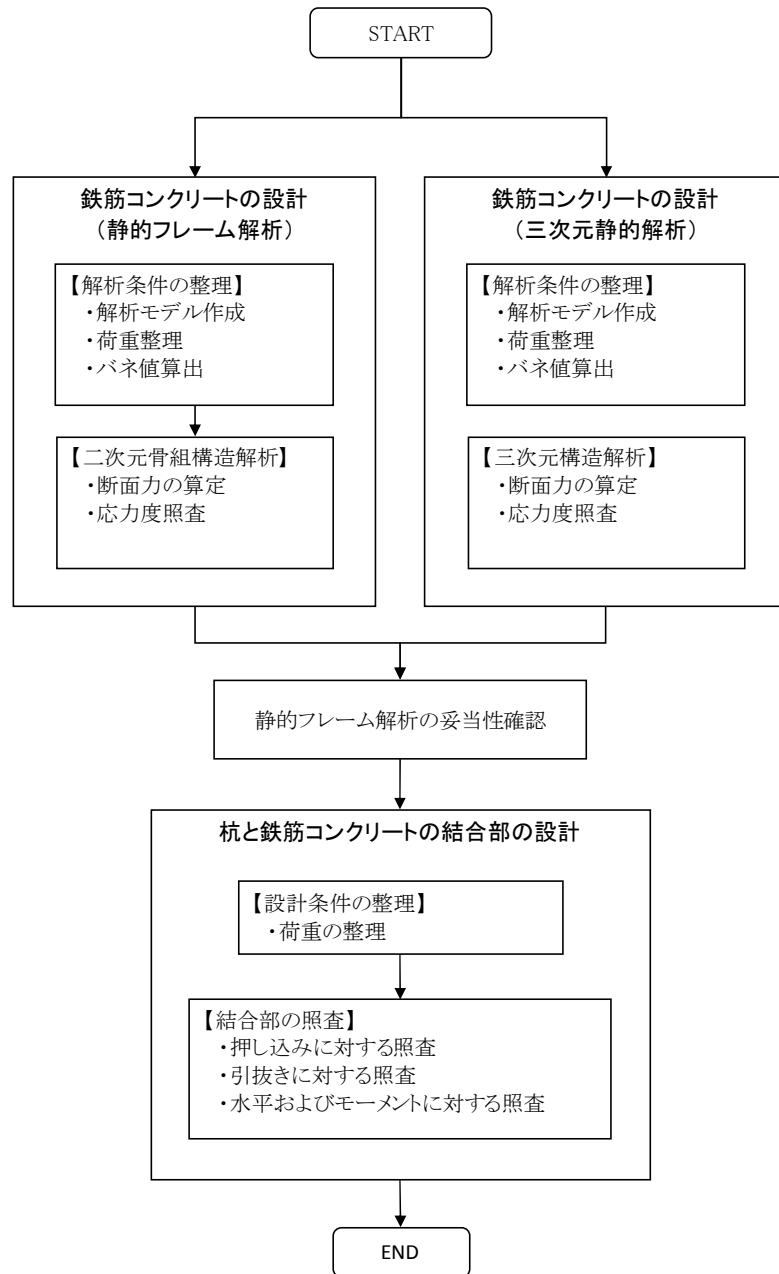 START
鉄筋コンクリートの設計
（静的フレーム解析）
【解析条件の整理】
・解析モデル作成
・荷重整理
・バネ値算出
【二次元骨組構造解析】
・断面力の算定
・応力度照査
鉄筋コンクリートの設計
（三次元静的解析）
【解析条件の整理】
・解析モデル作成
・荷重整理
・バネ値算出
【三次元構造解析】
・断面力の算定
・応力度照査
静的フレーム解析の妥当性確認
杭と鉄筋コンクリートの結合部の設計
【設計条件の整理】
・荷重の整理
【結合部の照査】
・押し込みに対する照査
・引抜きに対する照査
・水平およびモーメントに対する照査
END